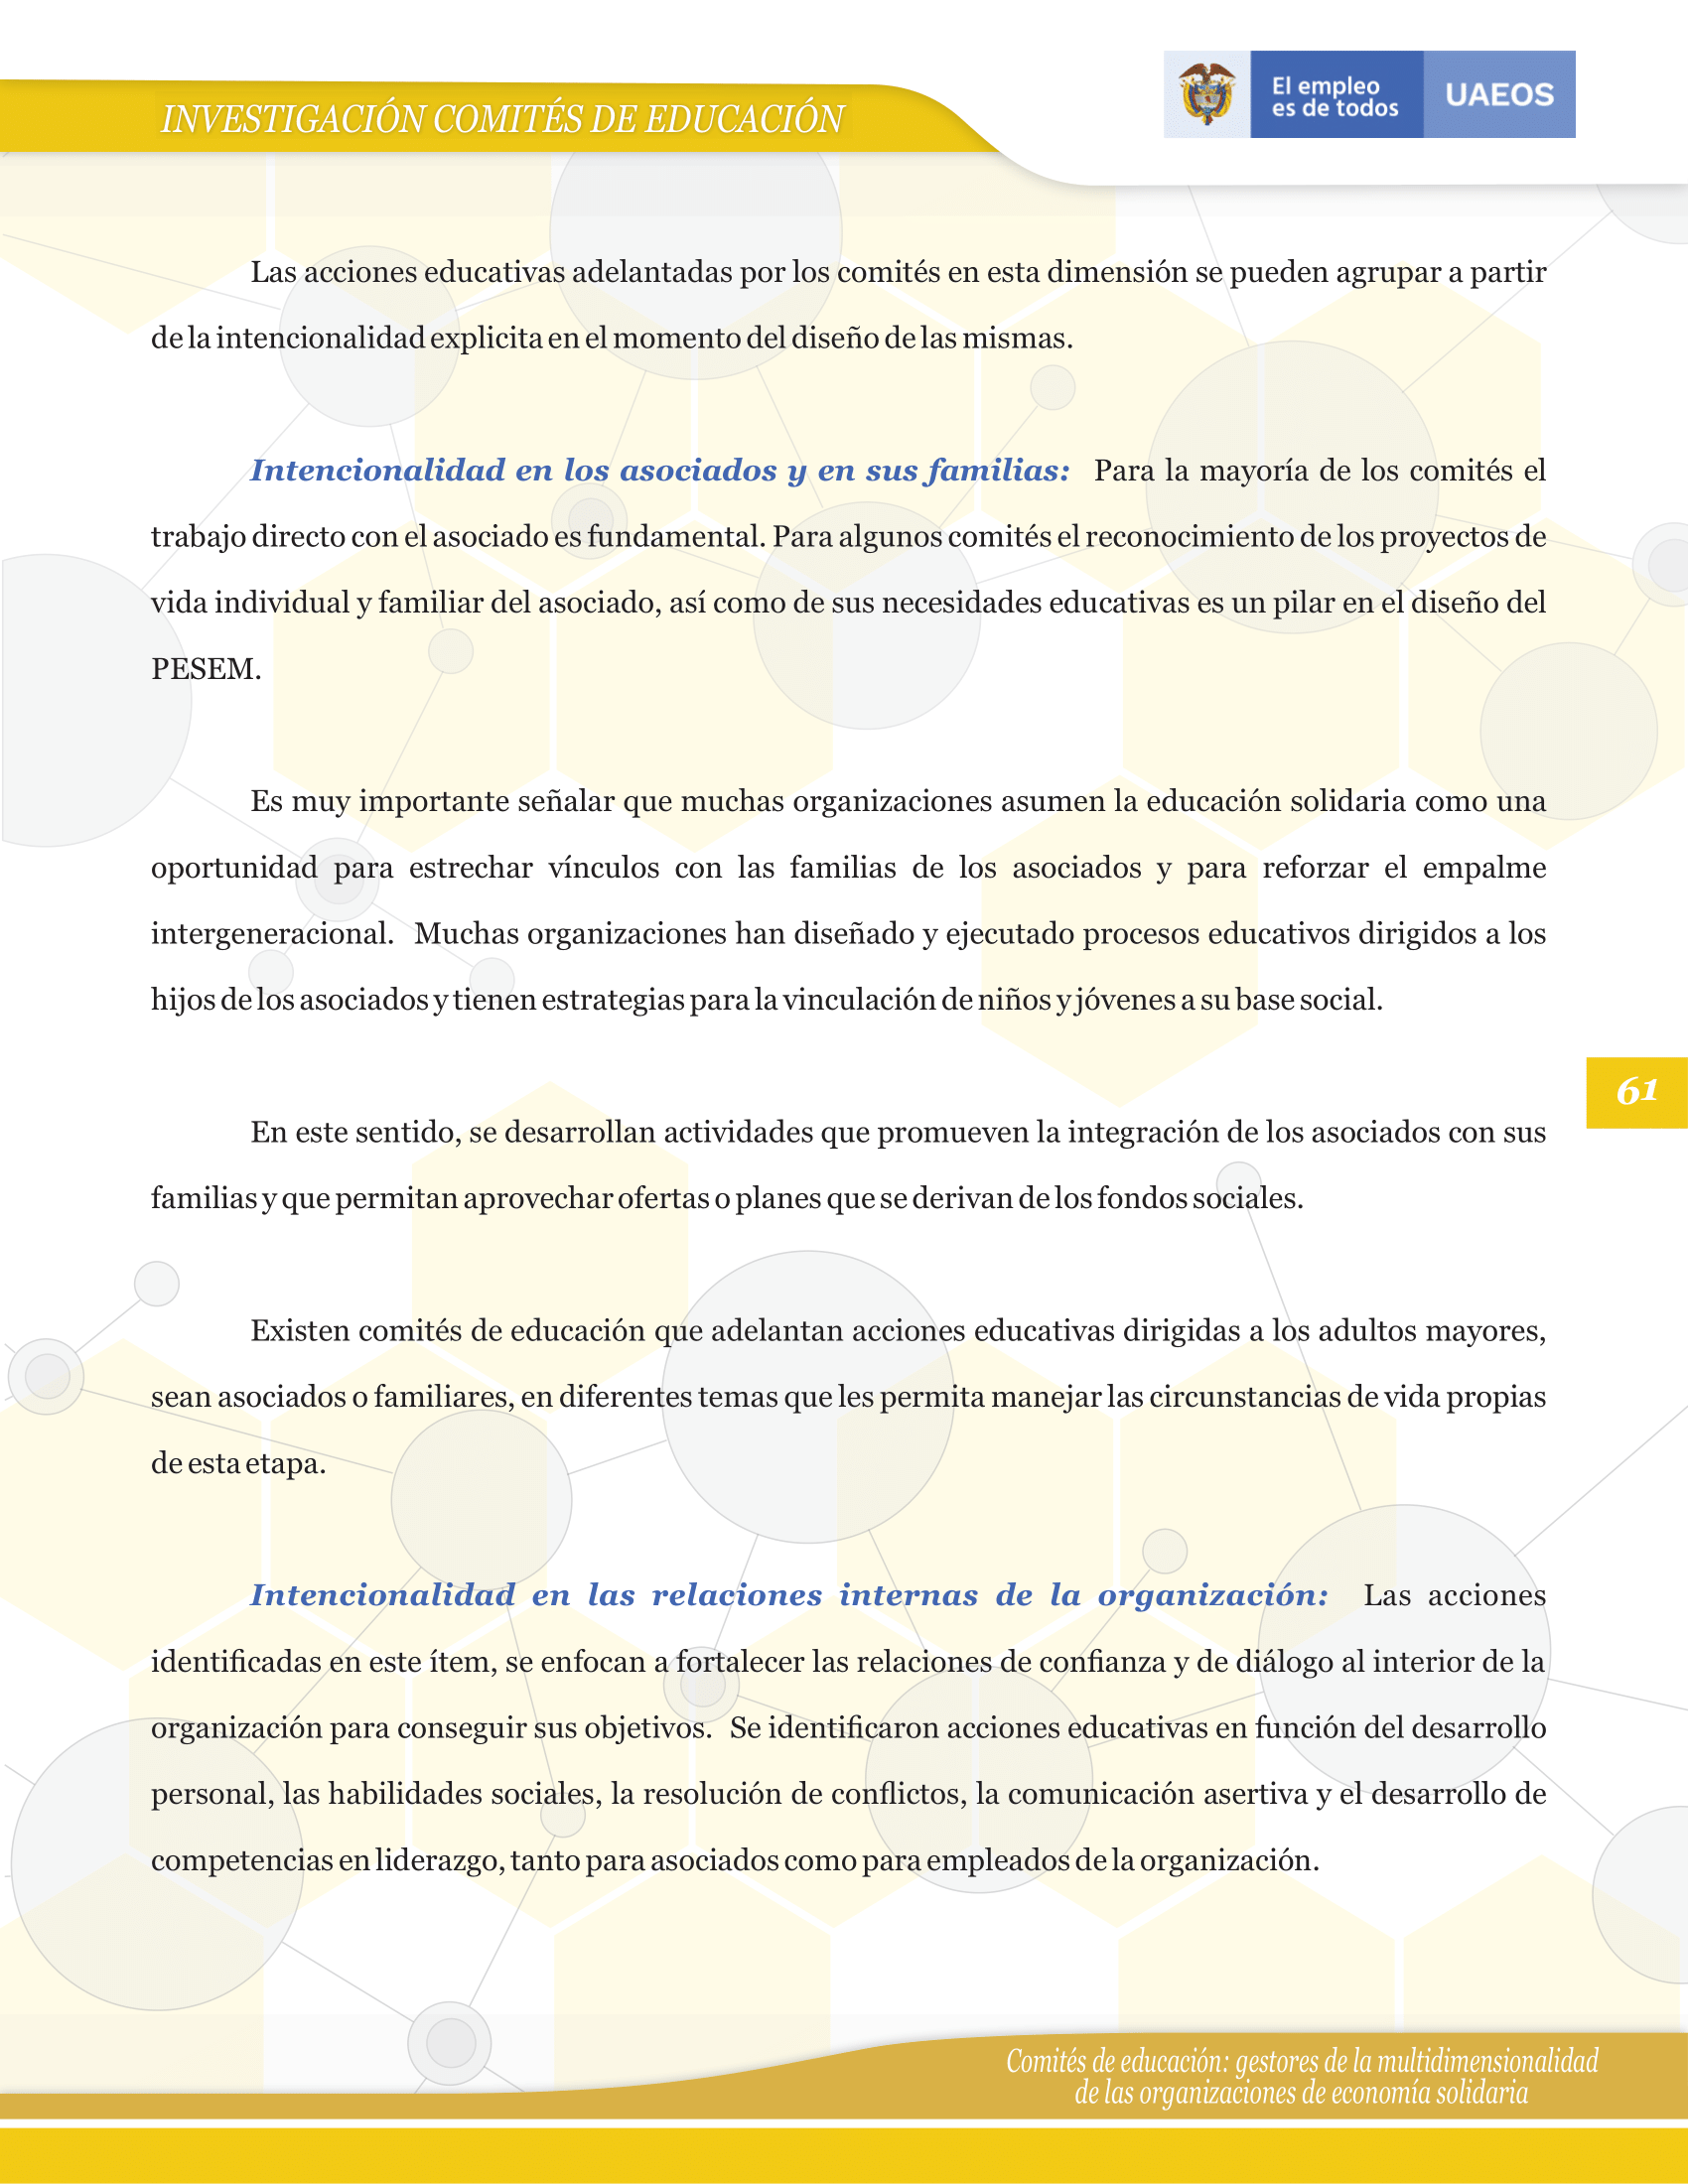 INVESTIGACIÓN COMITÉS DE EDUCACIÓN
El empleo
es de todos
UAEOS
Las acciones educativas adelantadas por los comités en esta dimensión se pueden agrupar a partir
de la intencionalidad explicita en el momento del diseño de las mismas.
Intencionalidad en los asociados y en sus familias: Para la mayoría de los comités el
trabajo directo con el asociado es fundamental. Para algunos comités el reconocimiento de los proyectos de
vida individual y familiar del asociado, así como de sus necesidades educativas es un pilar en el diseño del
PESEM.
Es muy importante señalar que muchas organizaciones asumen la educación solidaria como una
oportunidad para estrechar vínculos con las familias de los asociados y para reforzar el empalme
intergeneracional. Muchas organizaciones han diseñado y ejecutado procesos educativos dirigidos a los
hijos de los asociados y tienen estrategias para la vinculación de niños y jóvenes a su base social.
61
En este sentido, se desarrollan actividades que promueven la integración de los asociados con sus
familias y que permitan aprovechar ofertas o planes que se derivan de los fondos sociales.
Existen comités de educación que adelantan acciones educativas dirigidas a los adultos mayores,
sean asociados o familiares, en diferentes temas que les permita manejar las circunstancias de vida propias
de esta etapa.
Intencionalidad en las relaciones internas de la organización: Las acciones
identificadas en este ítem, se enfocan a fortalecer las relaciones de confianza y de diálogo al interior de la
organización para conseguir sus objetivos. Se identificaron acciones educativas en función del desarrollo
personal, las habilidades sociales, la resolución de conflictos, la comunicación asertiva y el desarrollo de
competencias en liderazgo, tanto para asociados como para empleados de la organización.
Comités de educación: gestores de la multidimensionalidad
de las organizaciones de economía solidaria